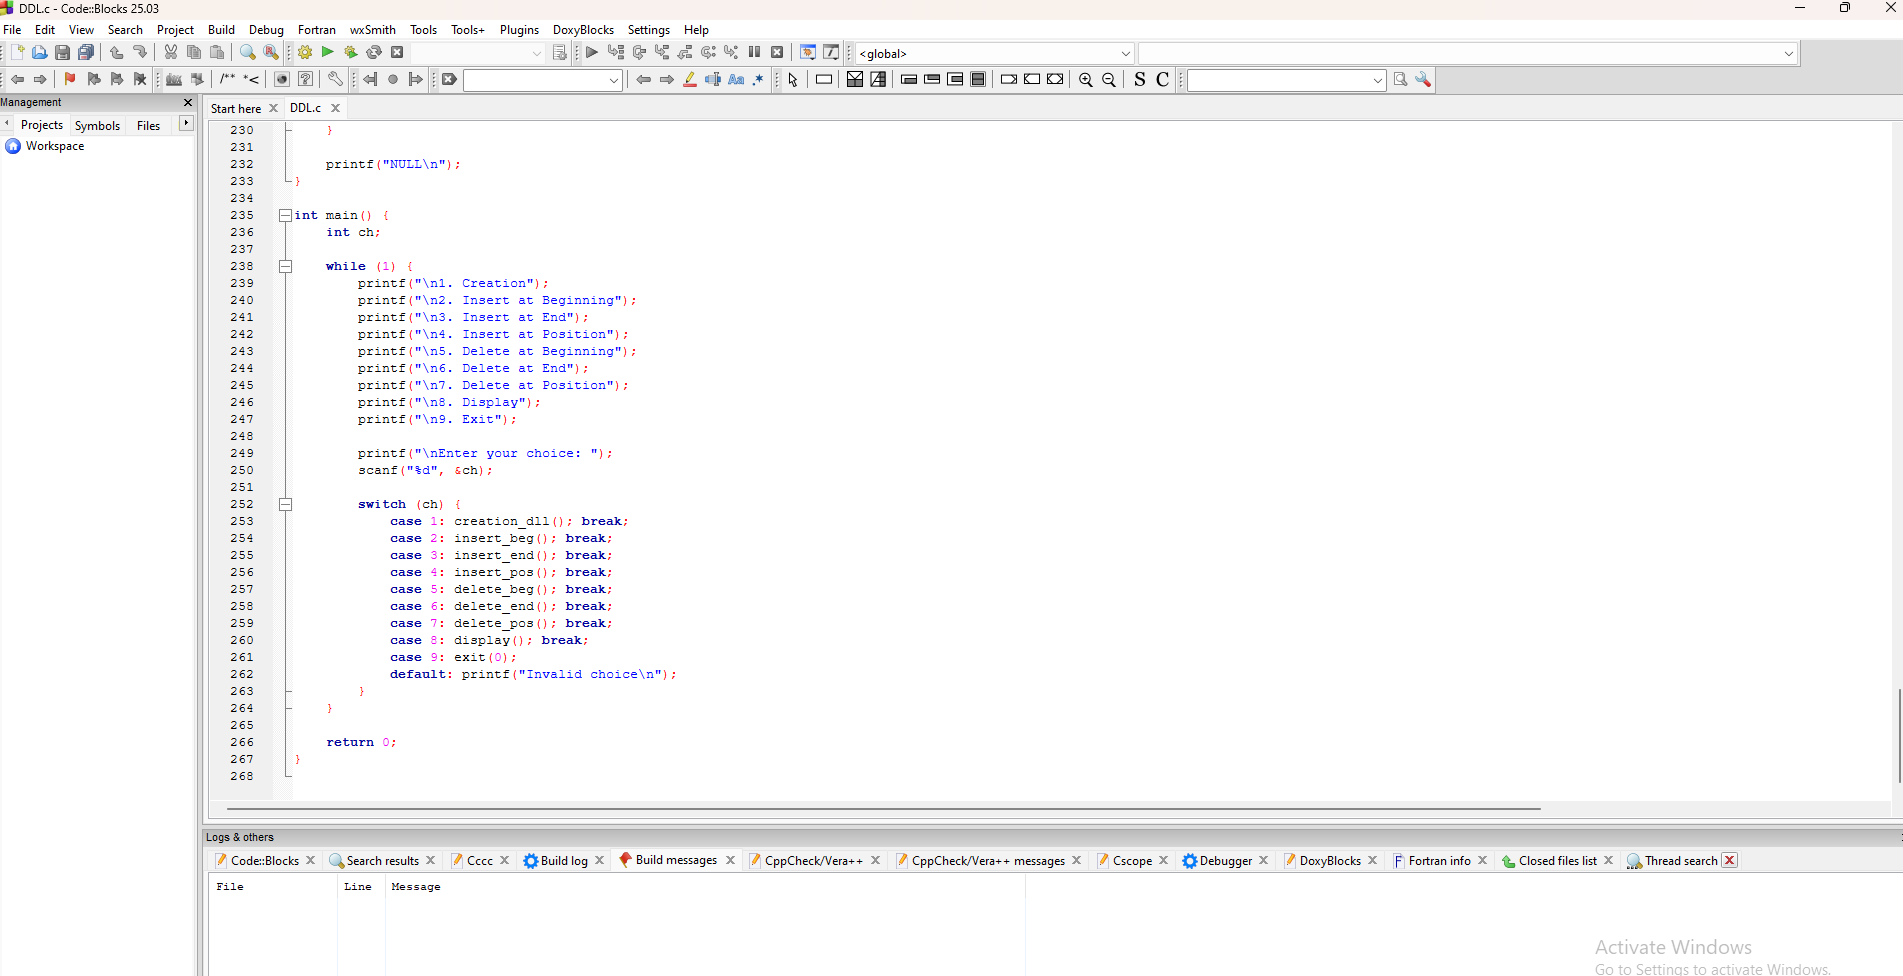 DDL.c - Code::Blocks 25.03
File Edit View Search Project Build Debug Fortran wxSmith Tools Tools+ Plugins DoxyBlocks Settings Help
<global>
/** *< Aa .* S C
Management
Projects Symbols Files
Workspace
Start here DDL.c
230 }
231
232 printf("NULL\n");
233 }
234
235 int main() {
236 int ch;
237
238 while (1) {
239 printf("\n1. Creation");
240 printf("\n2. Insert at Beginning");
241 printf("\n3. Insert at End");
242 printf("\n4. Insert at Position");
243 printf("\n5. Delete at Beginning");
244 printf("\n6. Delete at End");
245 printf("\n7. Delete at Position");
246 printf("\n8. Display");
247 printf("\n9. Exit");
248
249 printf("\nEnter your choice: ");
250 scanf("%d", &ch);
251
252 switch (ch) {
253 case 1: creation_dll(); break;
254 case 2: insert_beg(); break;
255 case 3: insert_end(); break;
256 case 4: insert_pos(); break;
257 case 5: delete_beg(); break;
258 case 6: delete_end(); break;
259 case 7: delete_pos(); break;
260 case 8: display(); break;
261 case 9: exit(0);
262 default: printf("Invalid choice\n");
263 }
264 }
265
266 return 0;
267 }
268
Logs & others
Code::Blocks Search results Cccc Build log Build messages CppCheck/Vera++ CppCheck/Vera++ messages Cscope Debugger DoxyBlocks Fortran info Closed files list Thread search
File Line Message
Activate Windows
Go to Settings to activate Windows.